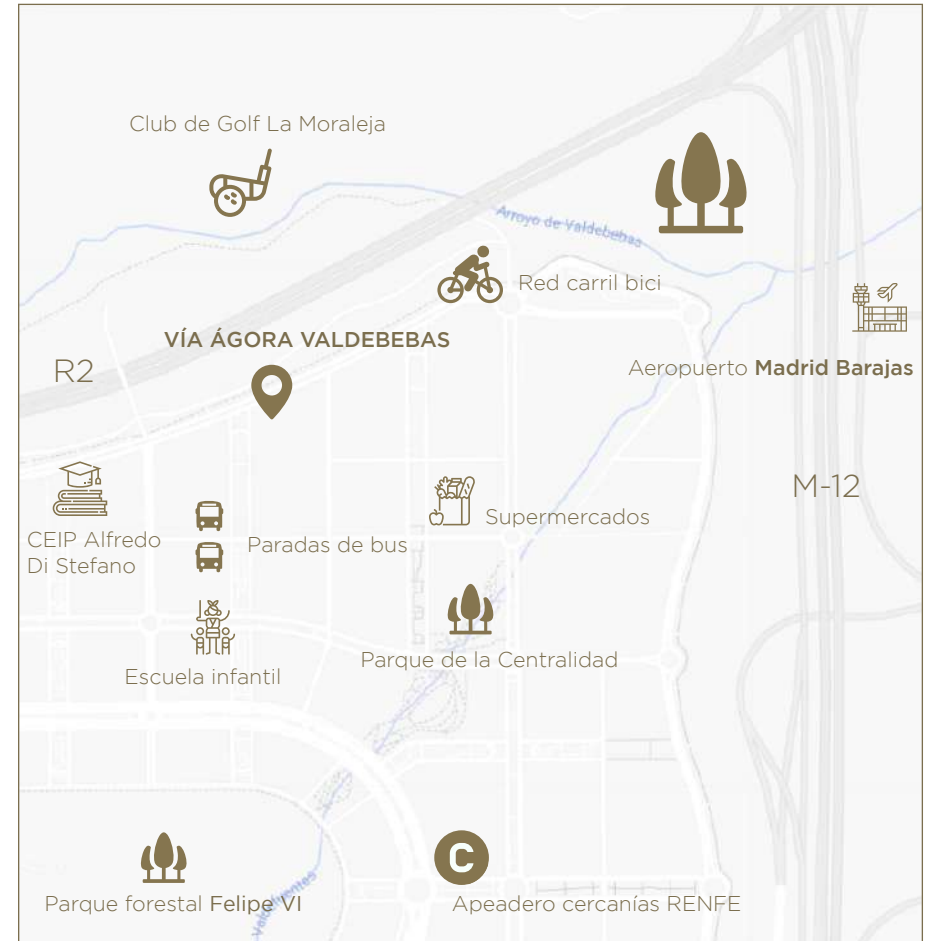 Club de Golf La Moraleja
Arroyo de Valdebebas
Red carril bici
VÍA ÁGORA VALDEBEBAS
R2
Aeropuerto Madrid Barajas
M-12
CEIP Alfredo
Di Stefano
Paradas de bus
Supermercados
Escuela infantil
Parque de la Centralidad
C
Parque forestal Felipe VI
Apeadero cercanías RENFE